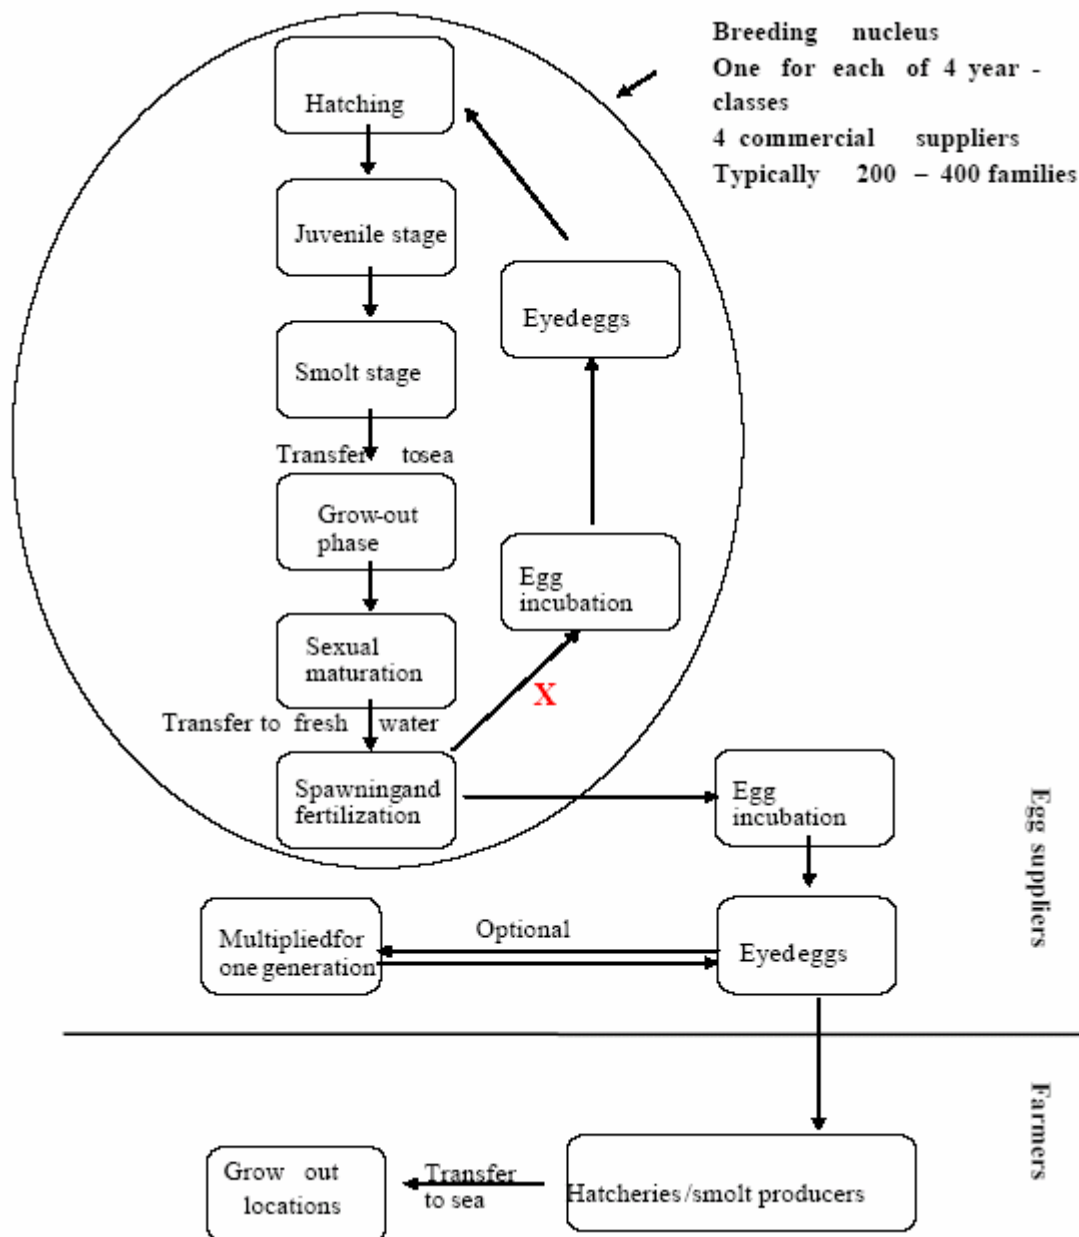 Breeding nucleus
One for each of 4 year -
classes
4 commercial suppliers
Typically 200 – 400 families
Hatching
Juvenile stage
Eyedeggs
Smolt stage
Transfer tosea
Grow-out
phase
Egg
incubation
Sexual
maturation
X
Transfer to fresh water
Spawningand
fertilization
Egg
incubation
Egg suppliers
Multipliedfor
one generation
Optional
Eyedeggs
Farmers
Grow out
locations
Transfer
to sea
Hatcheries/smolt producers